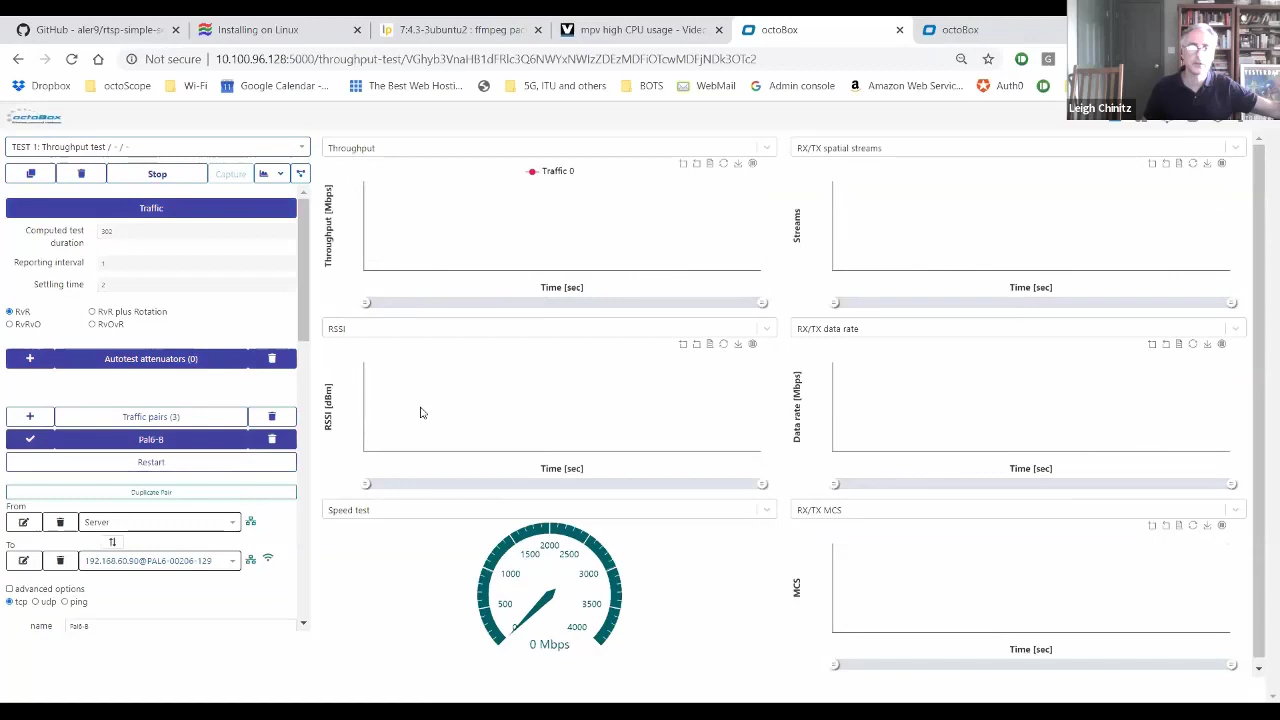 GitHub - aler9/rtsp-simple-s
Installing on Linux
7:4.3-3ubuntu2 : ffmpeg pa
mpv high CPU usage - Vide
octoBox
octoBox
Not secure
10.100.96.128:5000/throughput-test/
Dropbox
octoScope
Wi-Fi
Google Calendar -...
The Best Web Hosti...
5G, ITU and others
BOTS
WebMail
Admin console
Amazon Web Servic...
Auth0
Leigh Chinitz
octoBox
TEST 1: Throughput test / - / -
Stop
Capture
Traffic
Computed test duration
302
Reporting interval
1
Settling time
2
RvR
RvR plus Rotation
RvRvO
RvOvR
Autotest attenuators (0)
Traffic pairs (3)
Pal6-B
Restart
Duplicate Pair
From
Server
To
192.168.60.90@PAL6-00206-129
advanced options
tcp
udp
ping
name
Pal6-B
Throughput
Traffic 0
Throughput [Mbps]
Time [sec]
RX/TX spatial streams
Streams
Time [sec]
RSSI
RSSI [dBm]
Time [sec]
RX/TX data rate
Data rate [Mbps]
Time [sec]
Speed test
0
500
1000
1500
2000
2500
3000
3500
4000
0 Mbps
RX/TX MCS
MCS
Time [sec]